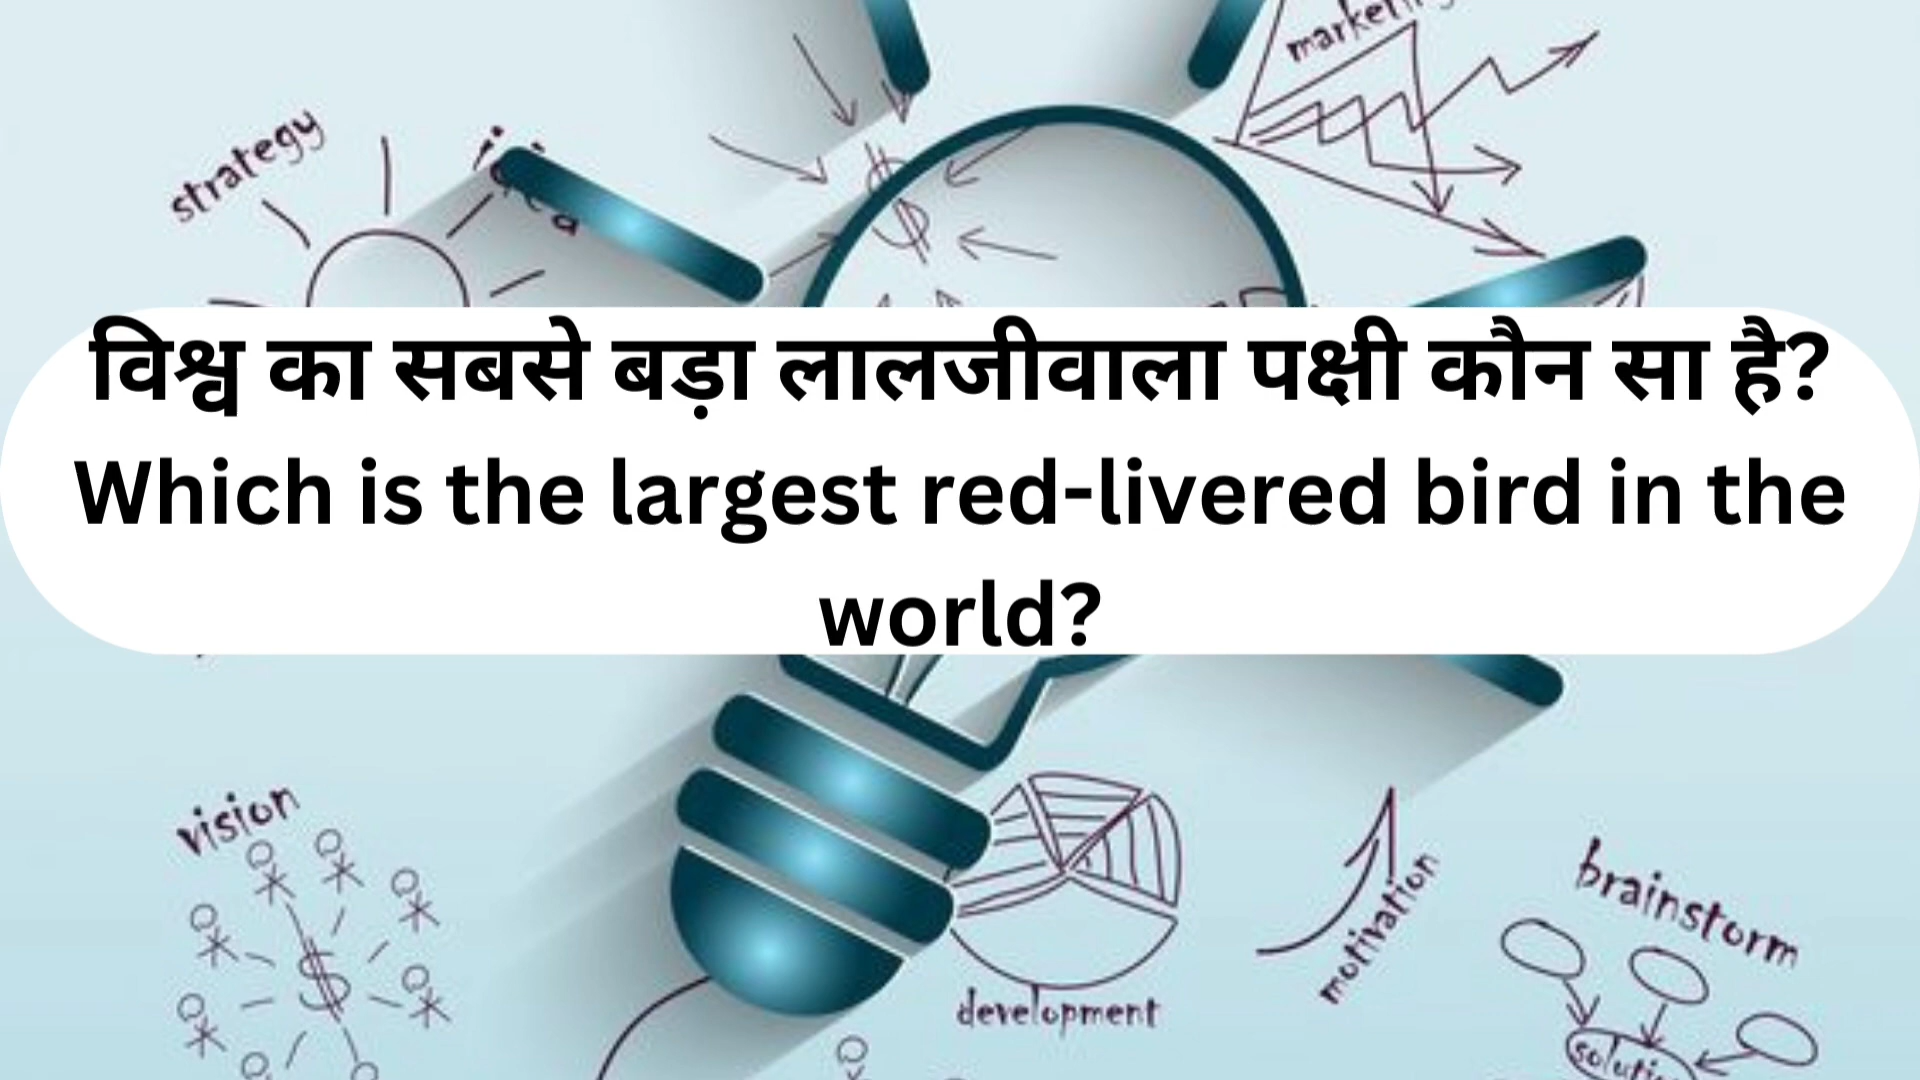 marketing
strategy
idea
विश्व का सबसे बड़ा लालजीवाला पक्षी कौन सा है?
Which is the largest red-livered bird in the
world?
vision
brainstorm
motivation
development